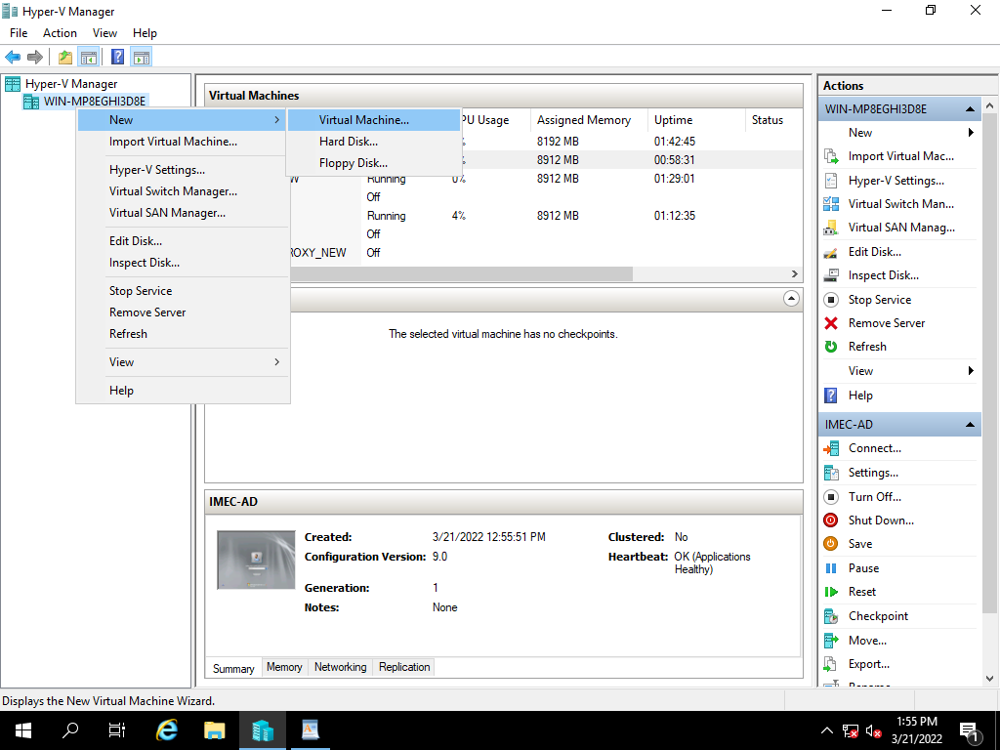 Hyper-V Manager
File Action View Help
Hyper-V Manager
WIN-MP8EGHI3D8E
New
Import Virtual Machine...
Hyper-V Settings...
Virtual Switch Manager...
Virtual SAN Manager...
Edit Disk...
Inspect Disk...
Stop Service
Remove Server
Refresh
View
Help
Virtual Machine...
Hard Disk...
Floppy Disk...
Virtual Machines
PU Usage Assigned Memory Uptime Status
8192 MB 01:42:45
8912 MB 00:58:31
Running 0% 8912 MB 01:29:01
Off
Running 4% 8912 MB 01:12:35
Off
ROXY_NEW Off
The selected virtual machine has no checkpoints.
IMEC-AD
Created: 3/21/2022 12:55:51 PM Clustered: No
Configuration Version: 9.0 Heartbeat: OK (Applications
Healthy)
Generation: 1
Notes: None
Summary Memory Networking Replication
Actions
WIN-MP8EGHI3D8E
New
Import Virtual Mac...
Hyper-V Settings...
Virtual Switch Man...
Virtual SAN Manag...
Edit Disk...
Inspect Disk...
Stop Service
Remove Server
Refresh
View
Help
IMEC-AD
Connect...
Settings...
Turn Off...
Shut Down...
Save
Pause
Reset
Checkpoint
Move...
Export...
Displays the New Virtual Machine Wizard.
1:55 PM
3/21/2022
1